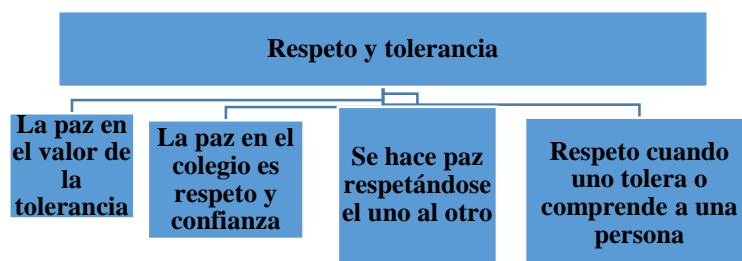 Respeto y tolerancia
La paz en
el valor de
la
tolerancia
La paz en el
colegio es
respeto y
confianza
Se hace paz
respetándose
el uno al otro
Respeto cuando
uno tolera o
comprende a una
persona